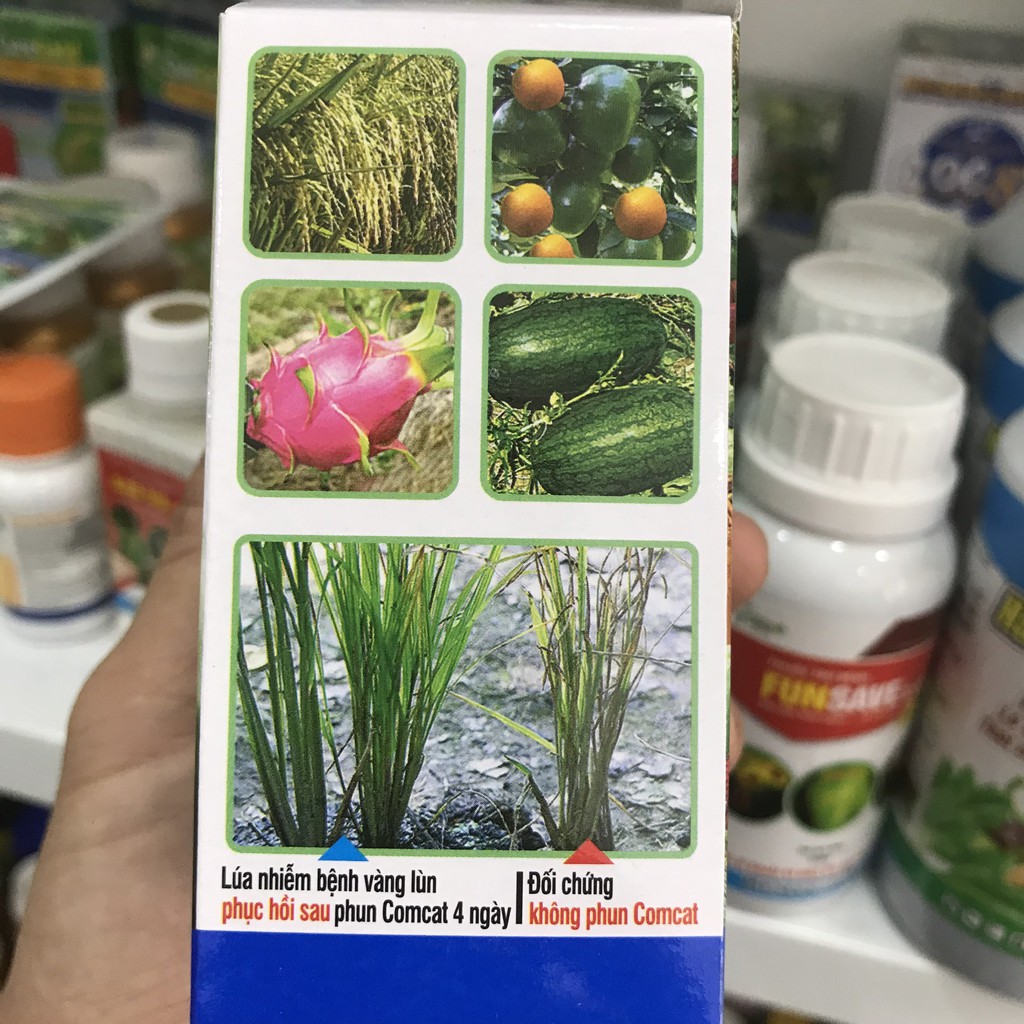 Lúa nhiễm bệnh vàng lùn
phục hồi sau phun Comcat 4 ngày
Đối chứng
không phun Comcat
FUNSAVE